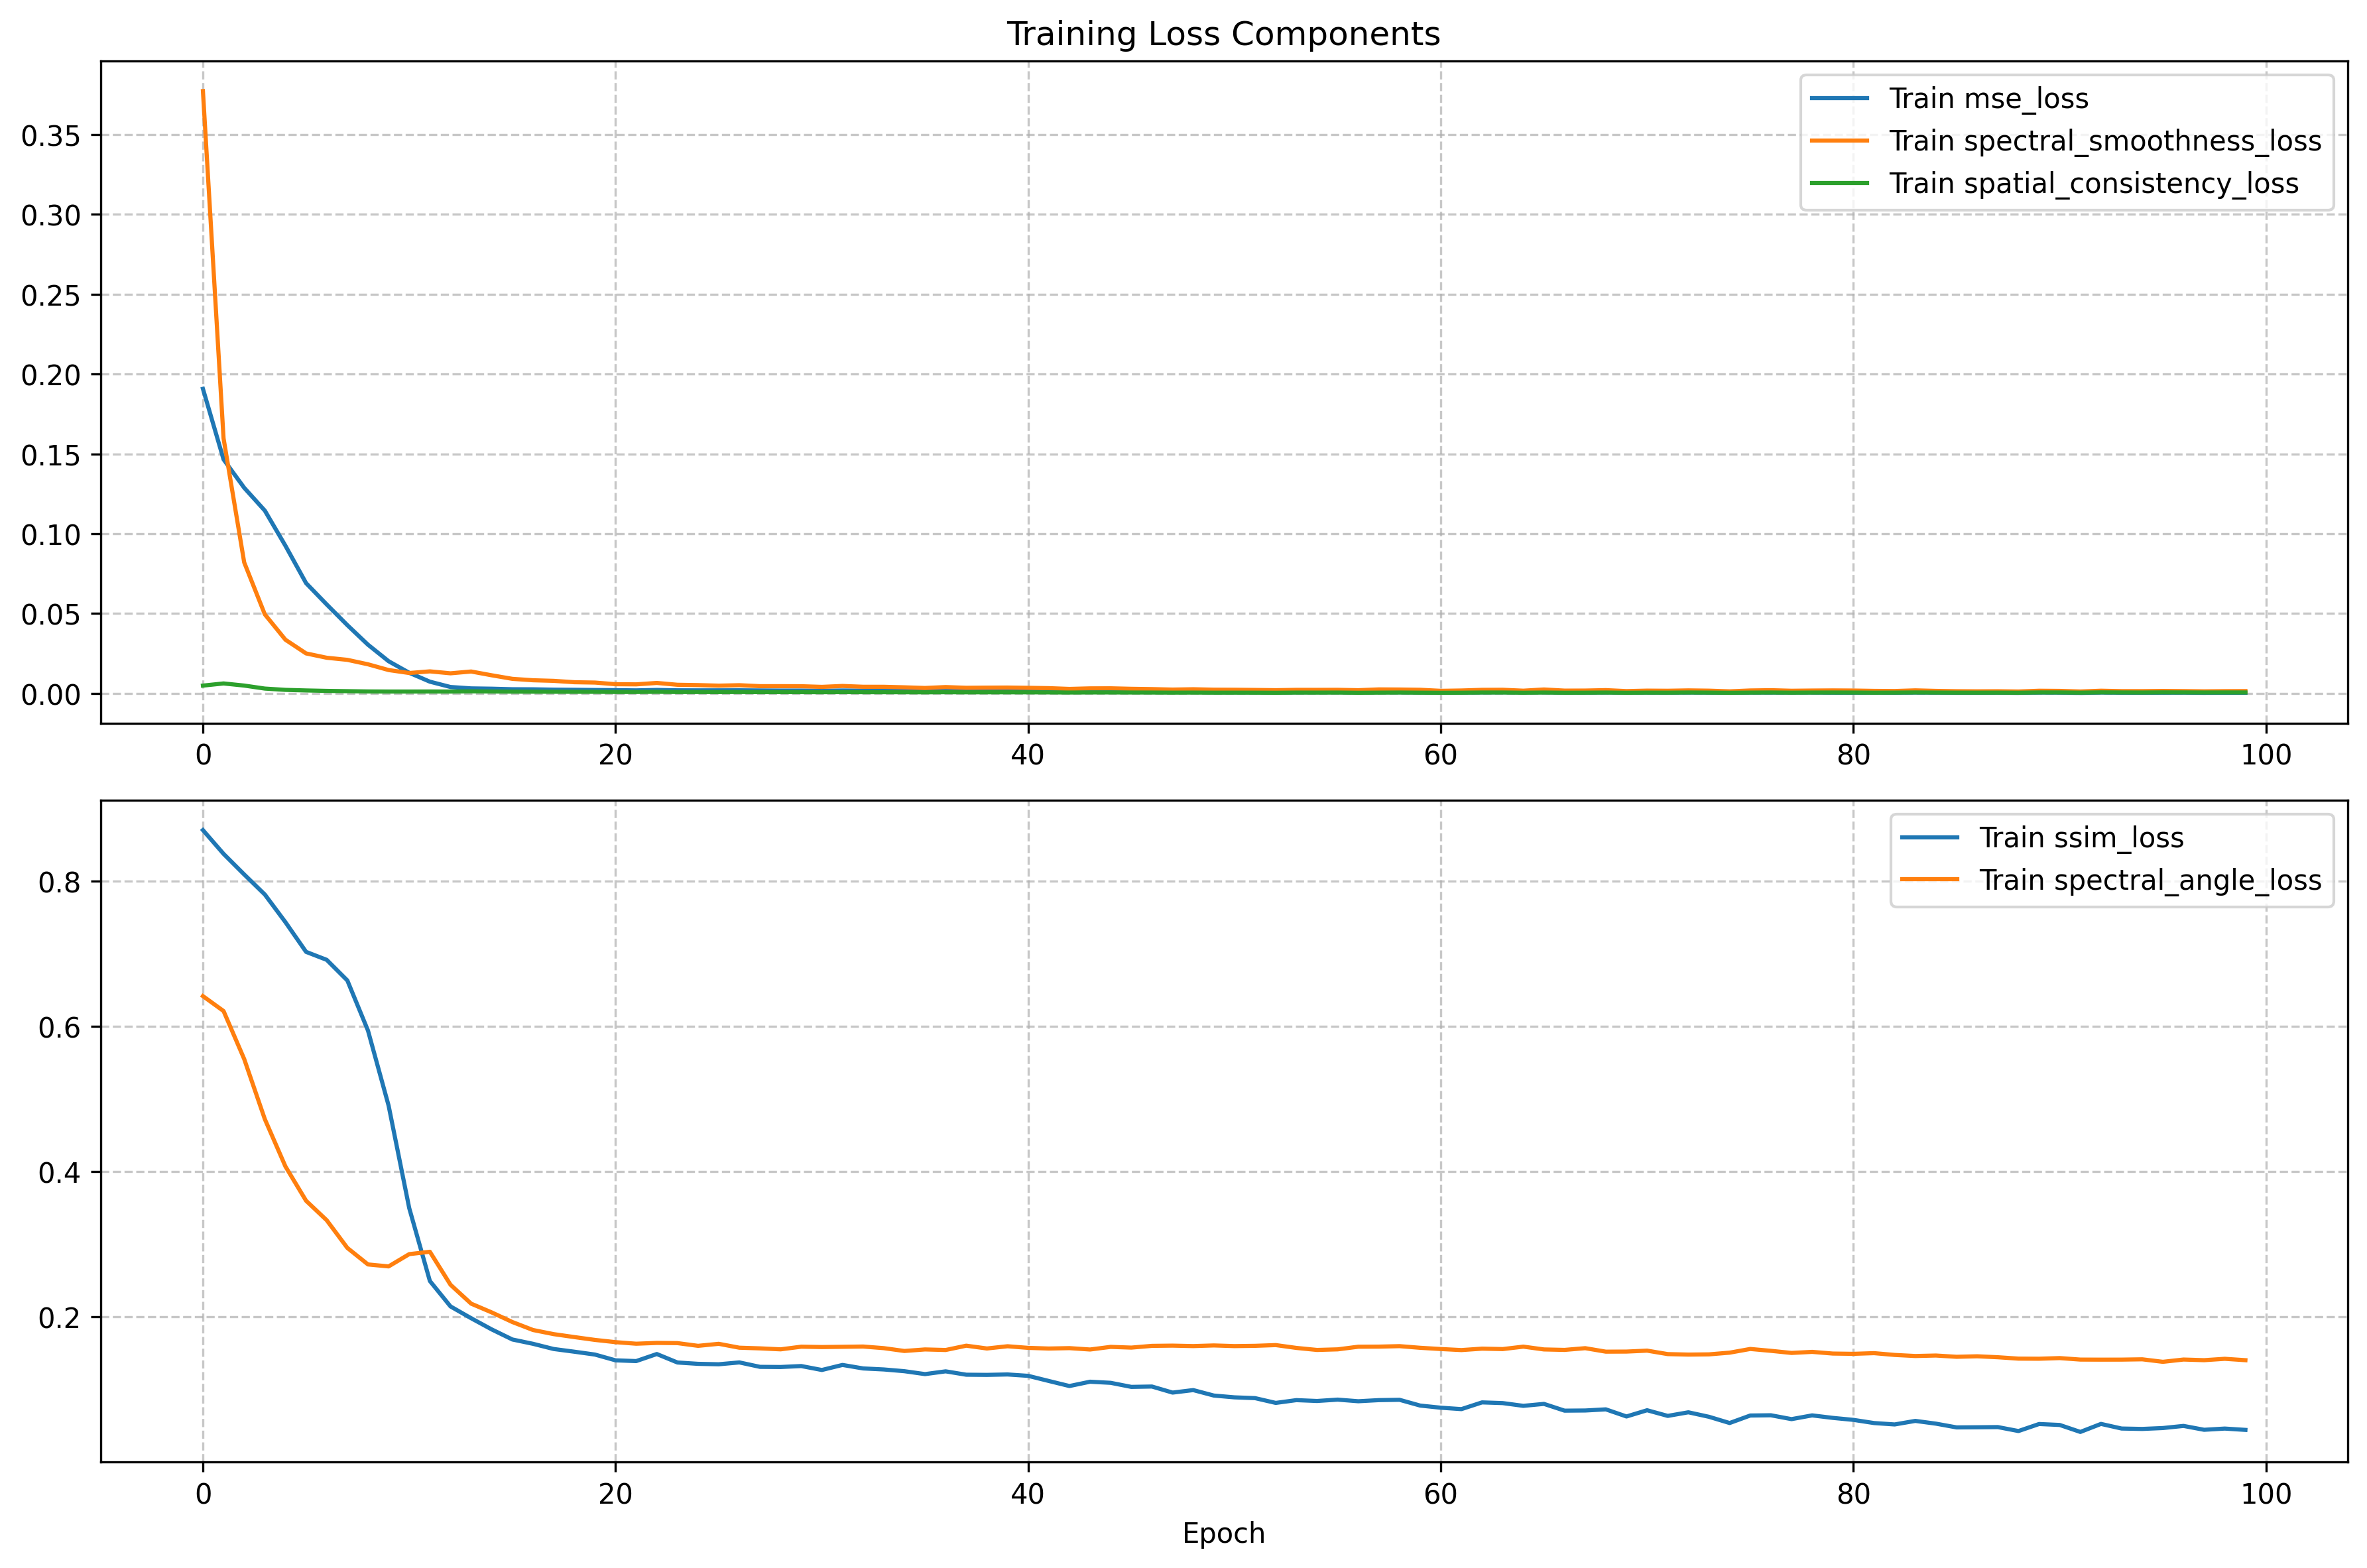 Training Loss Components
Train mse_loss
Train spectral_smoothness_loss
Train spatial_consistency_loss
0.35
0.30
0.25
0.20
0.15
0.10
0.05
0.00
0 20 40 60 80 100
Train ssim_loss
Train spectral_angle_loss
0.8
0.6
0.4
0.2
0 20 40 60 80 100
Epoch